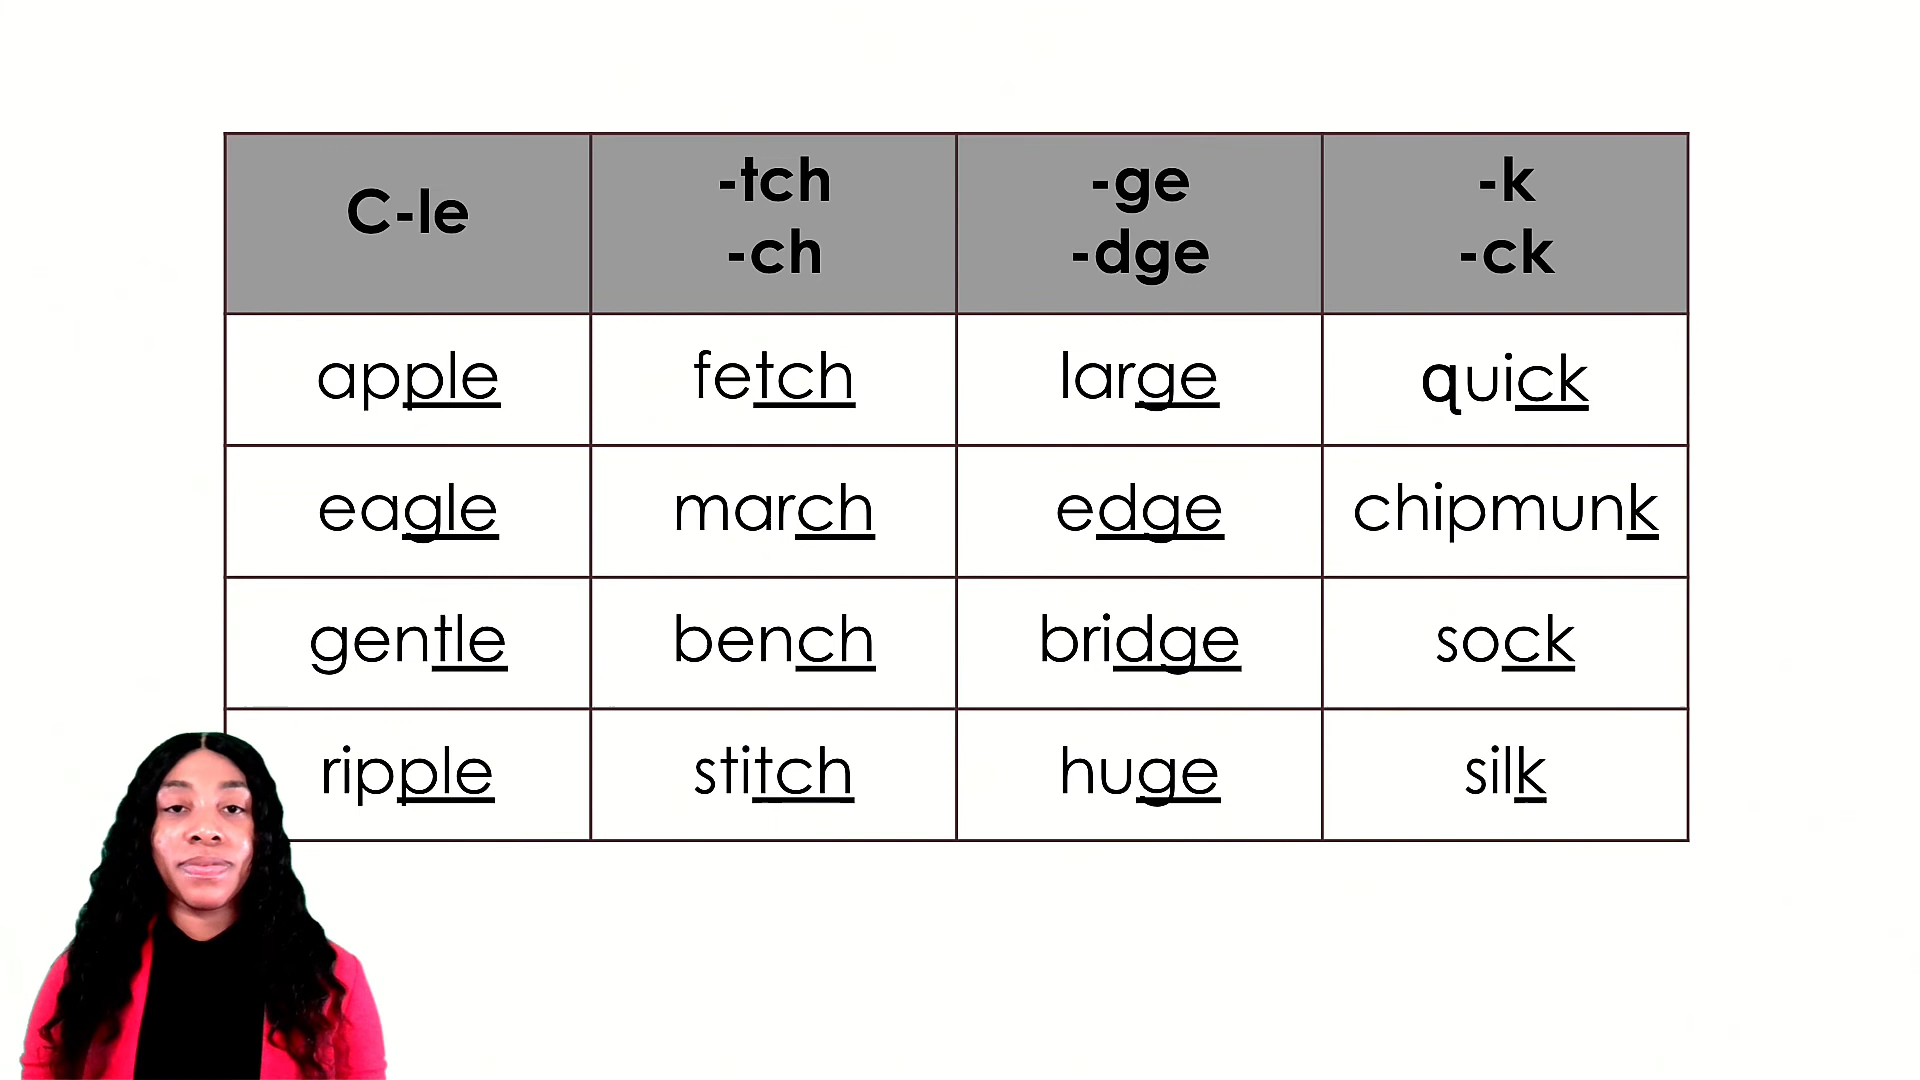 C-le
-tch
-ch
-ge
-dge
-k
-ck
apple
fetch
large
quick
eagle
march
edge
chipmunk
gentle
bench
bridge
sock
ripple
stitch
huge
silk